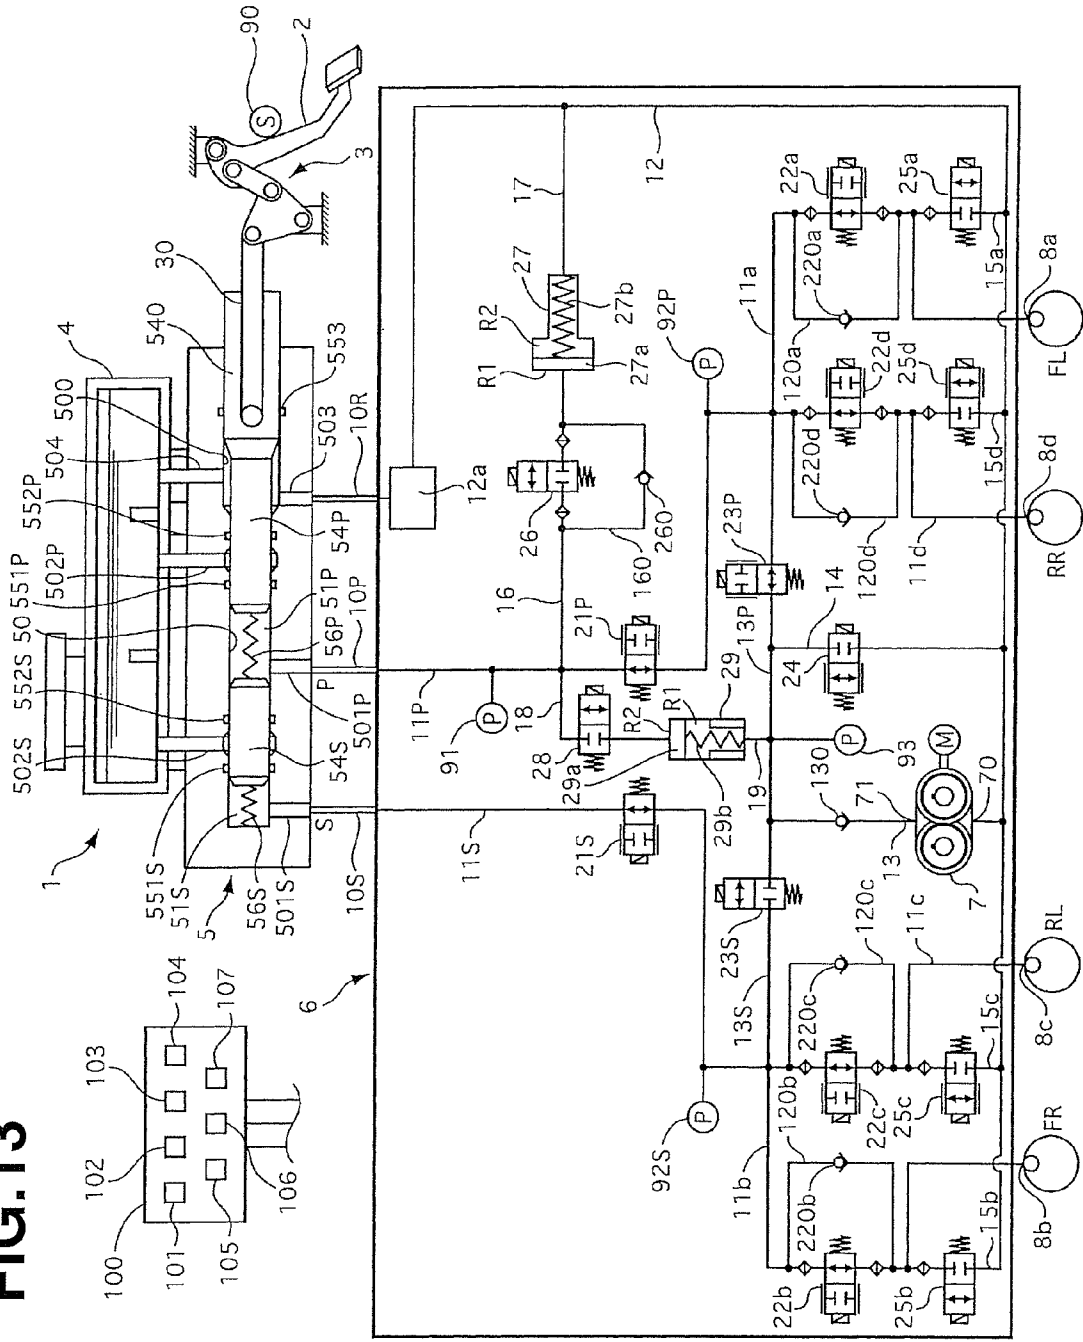 FIG.13
90
2
3
30
540
4
500
504
552P
502P
551P
50
552S
502S
1
551S
51S
56S
501S
5
S
10S
54S
501P
P
10P
56P
51P
54P
503
553
10R
12a
6
100
101
102
103
104
105
106
107
S
12
17
27
27b
R2
R1
27a
92P
P
26
260
160
16
11P
91
P
18
21P
28
29a
R2
R1
29
29b
19
11S
21S
23P
13P
14
24
P
93
130
M
71
70
13
7
23S
13S
11a
22a
220a
120a
25a
15a
8a
FL
22d
220d
120d
25d
15d
11d
8d
RR
92S
P
11b
120b
220b
22b
25b
15b
8b
FR
220c
120c
22c
25c
15c
11c
8c
RL